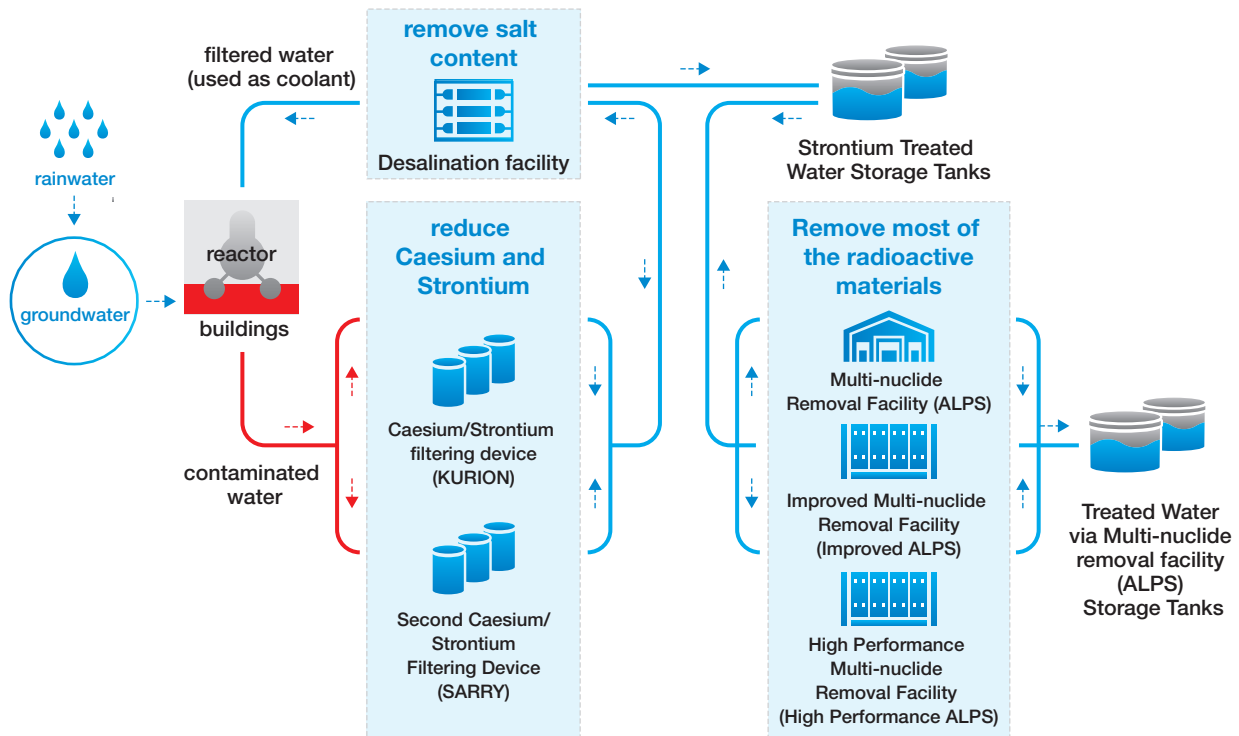 filtered water
(used as coolant)
remove salt
content
Desalination facility
Strontium Treated
Water Storage Tanks
rainwater
groundwater
reactor
buildings
contaminated
water
reduce
Caesium and
Strontium
Caesium/Strontium
filtering device
(KURION)
Second Caesium/
Strontium
Filtering Device
(SARRY)
Remove most of
the radioactive
materials
Multi-nuclide
Removal Facility (ALPS)
Improved Multi-nuclide
Removal Facility
(Improved ALPS)
High Performance
Multi-nuclide
Removal Facility
(High Performance ALPS)
Treated Water
via Multi-nuclide
removal facility
(ALPS)
Storage Tanks